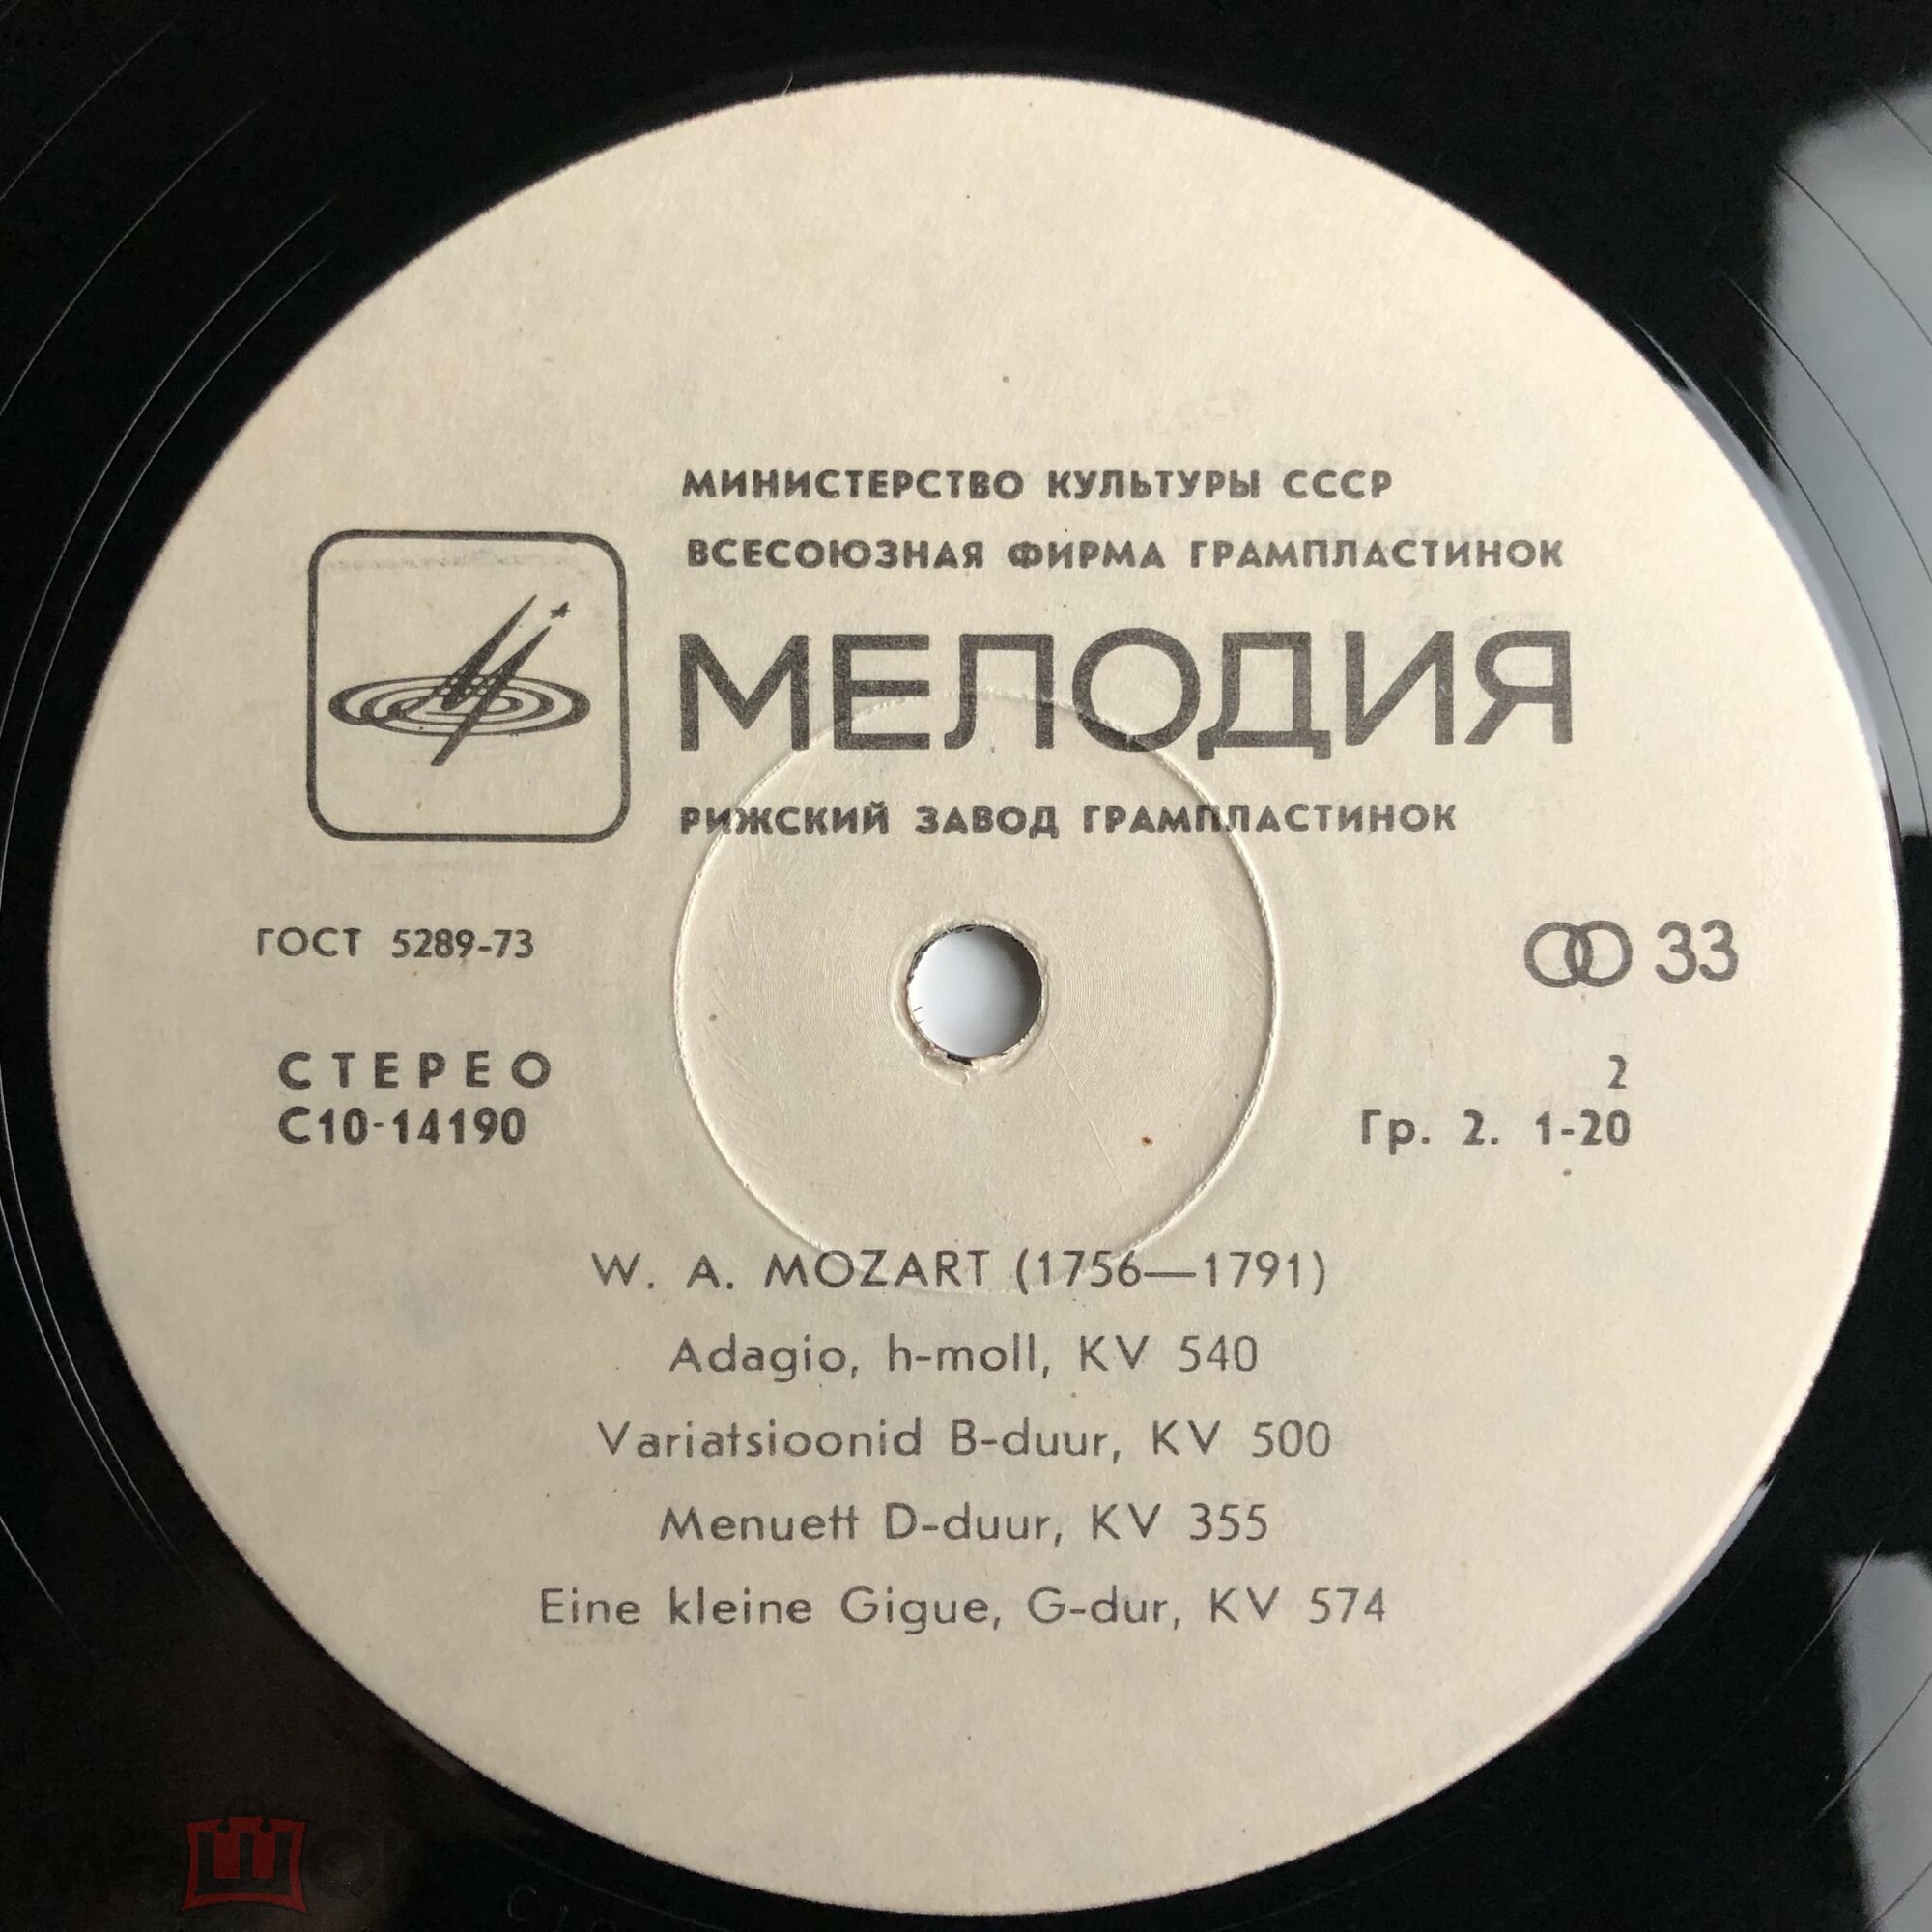 МИНИСТЕРСТВО КУЛЬТУРЫ СССР
ВСЕСОЮЗНАЯ ФИРМА ГРАМПЛАСТИНОК
МЕЛОДИЯ
РИЖСКИЙ ЗАВОД ГРАМПЛАСТИНОК
ГОСТ 5289-73
33
СТЕРЕО
2
С10-14190
Гр. 2. 1-20
W. A. MOZART (1756—1791)
Adagio, h-moll, KV 540
Variatsioonid B-duur, KV 500
Menuett D-duur, KV 355
Eine kleine Gigue, G-dur, KV 574